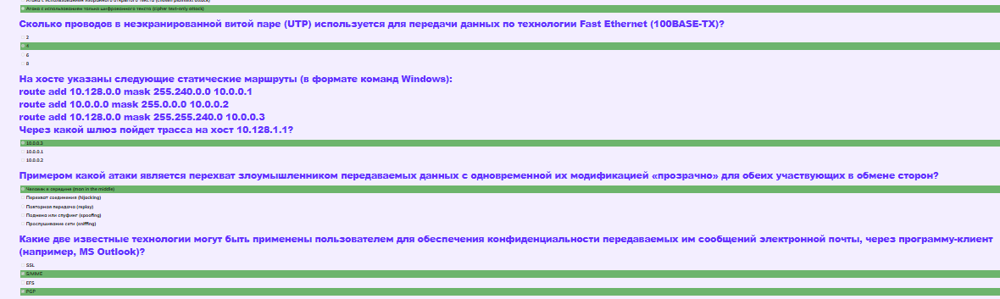 Атака с использованием избранного открытого текста (chosen plaintext attack)
Атака с использованием только шифрованного текста (cipher text-only attack)
Сколько проводов в неэкранированной витой паре (UTP) используется для передачи данных по технологии Fast Ethernet (100BASE-TX)?
2
4
6
8
На хосте указаны следующие статические маршруты (в формате команд Windows):
route add 10.128.0.0 mask 255.240.0.0 10.0.0.1
route add 10.0.0.0 mask 255.0.0.0 10.0.0.2
route add 10.128.0.0 mask 255.255.240.0 10.0.0.3
Через какой шлюз пойдет трасса на хост 10.128.1.1?
10.0.0.3
10.0.0.1
10.0.0.2
Примером какой атаки является перехват злоумышленником передаваемых данных с одновременной их модификацией «прозрачно» для обеих участвующих в обмене сторон?
Человек в середине (man in the middle)
Перехват соединения (hijacking)
Повторная передача (replay)
Подмена или спуфинг (spoofing)
Прослушивание сети (sniffing)
Какие две известные технологии могут быть применены пользователем для обеспечения конфиденциальности передаваемых им сообщений электронной почты, через программу-клиент
(например, MS Outlook)?
SSL
S/MIME
EFS
PGP